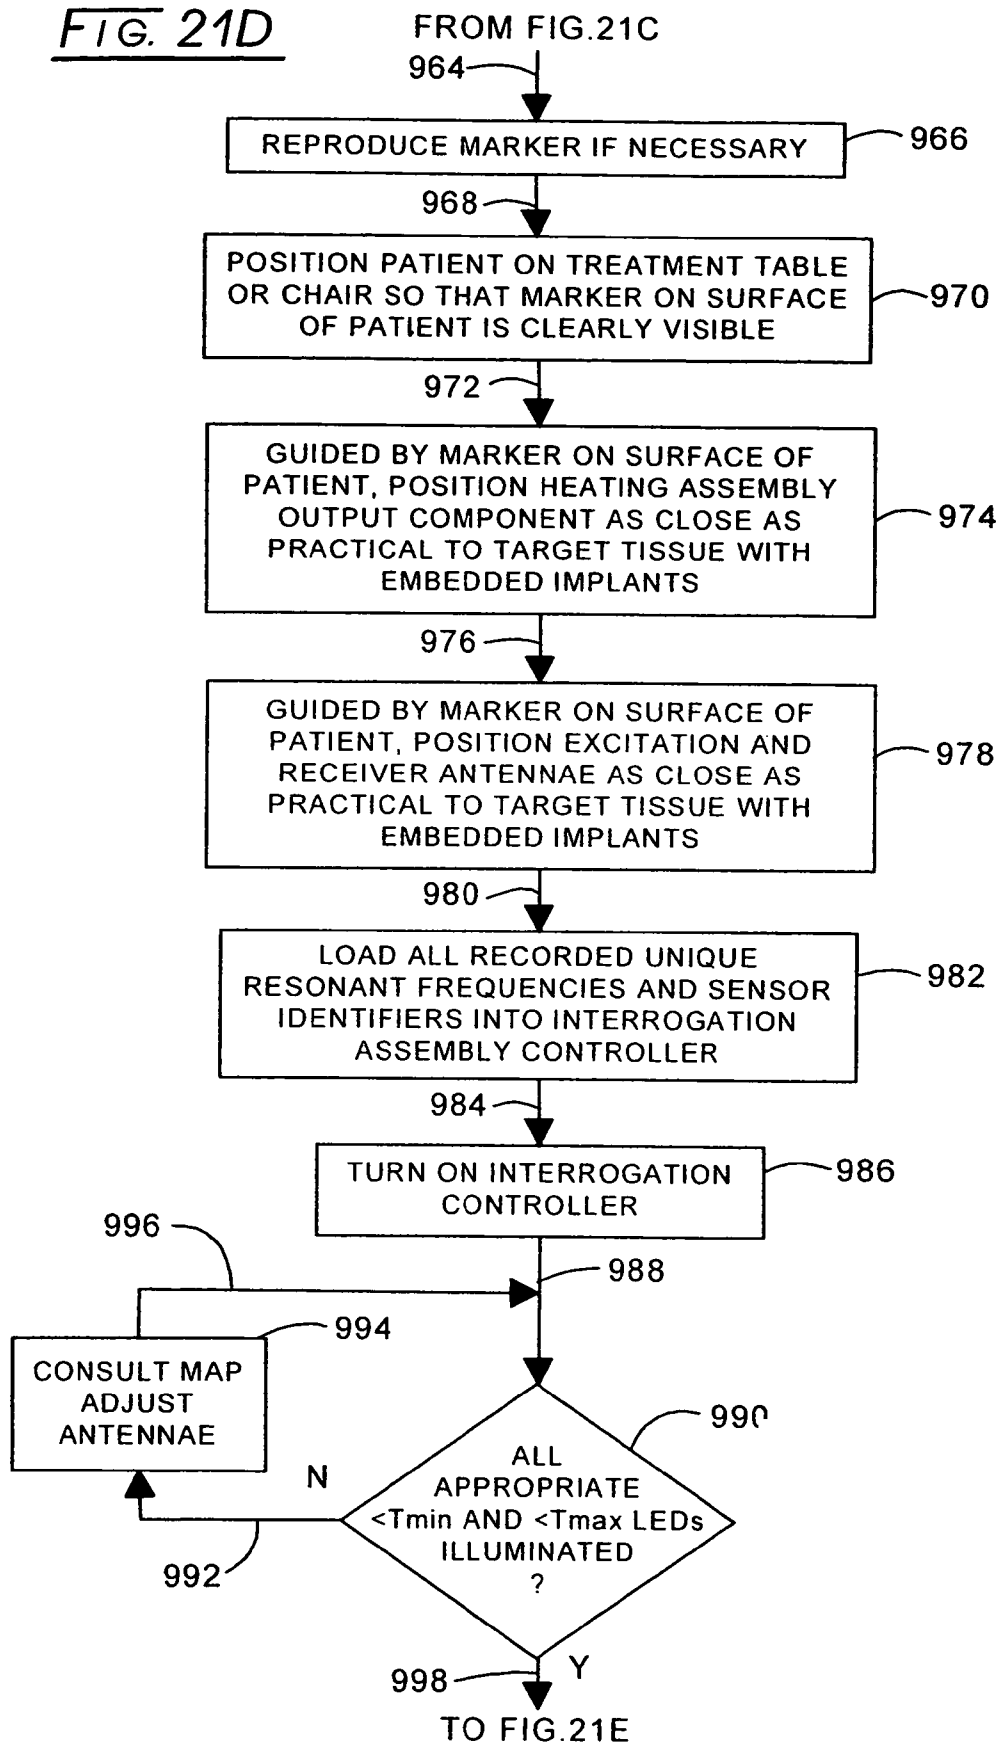 FIG. 21D
FROM FIG.21C
964
REPRODUCE MARKER IF NECESSARY
966
968
POSITION PATIENT ON TREATMENT TABLE
OR CHAIR SO THAT MARKER ON SURFACE
OF PATIENT IS CLEARLY VISIBLE
970
972
GUIDED BY MARKER ON SURFACE OF
PATIENT, POSITION HEATING ASSEMBLY
OUTPUT COMPONENT AS CLOSE AS
PRACTICAL TO TARGET TISSUE WITH
EMBEDDED IMPLANTS
974
976
GUIDED BY MARKER ON SURFACE OF
PATIENT, POSITION EXCITATION AND
RECEIVER ANTENNAE AS CLOSE AS
PRACTICAL TO TARGET TISSUE WITH
EMBEDDED IMPLANTS
978
980
LOAD ALL RECORDED UNIQUE
RESONANT FREQUENCIES AND SENSOR
IDENTIFIERS INTO INTERROGATION
ASSEMBLY CONTROLLER
982
984
TURN ON INTERROGATION
CONTROLLER
986
996
988
994
CONSULT MAP
ADJUST
ANTENNAE
990
N
ALL
APPROPRIATE
<Tmin AND <Tmax LEDs
ILLUMINATED
?
992
998
Y
TO FIG.21E